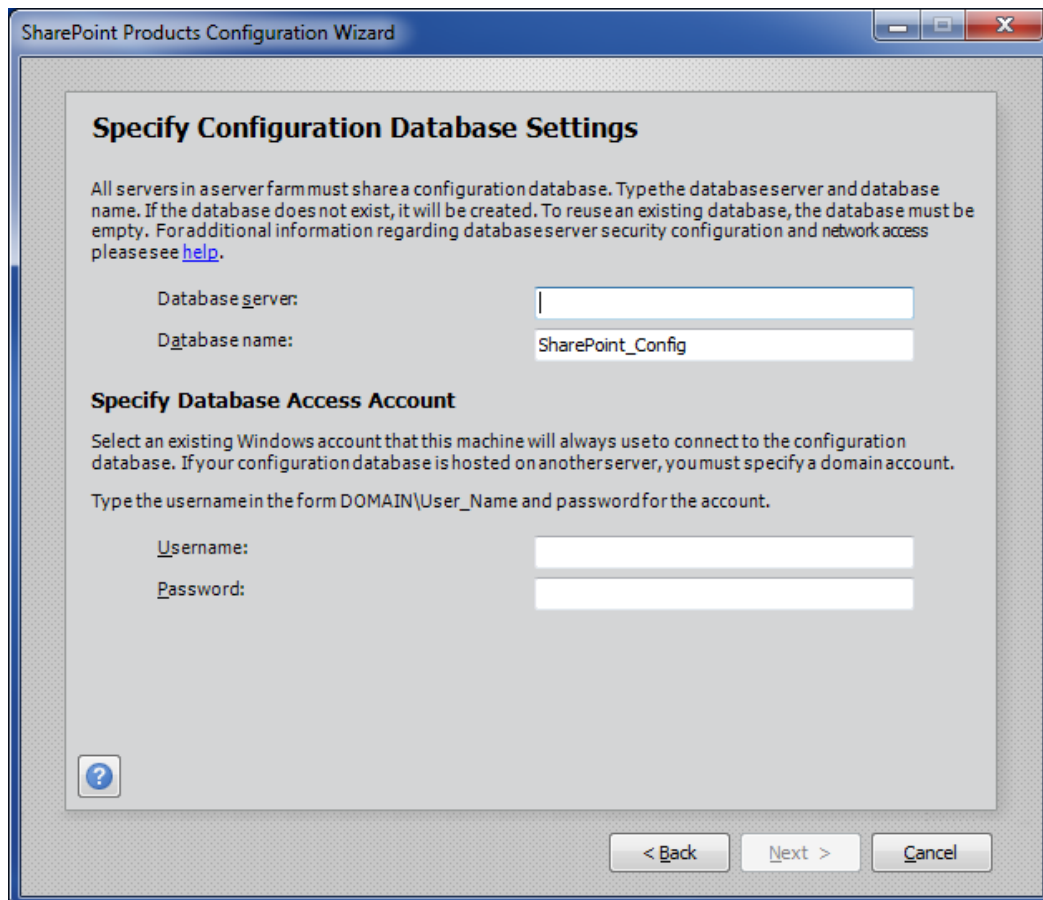 SharePoint Products Configuration Wizard
Specify Configuration Database Settings
All servers in a server farm must share a configuration database. Type the database server and database
name. If the database does not exist, it will be created. To reuse an existing database, the database must be
empty. For additional information regarding database server security configuration and network access
please see help.
Database server:
Database name: SharePoint_Config
Specify Database Access Account
Select an existing Windows account that this machine will always use to connect to the configuration
database. If your configuration database is hosted on another server, you must specify a domain account.
Type the username in the form DOMAIN\User_Name and password for the account.
Username:
Password:
?
< Back Next > Cancel